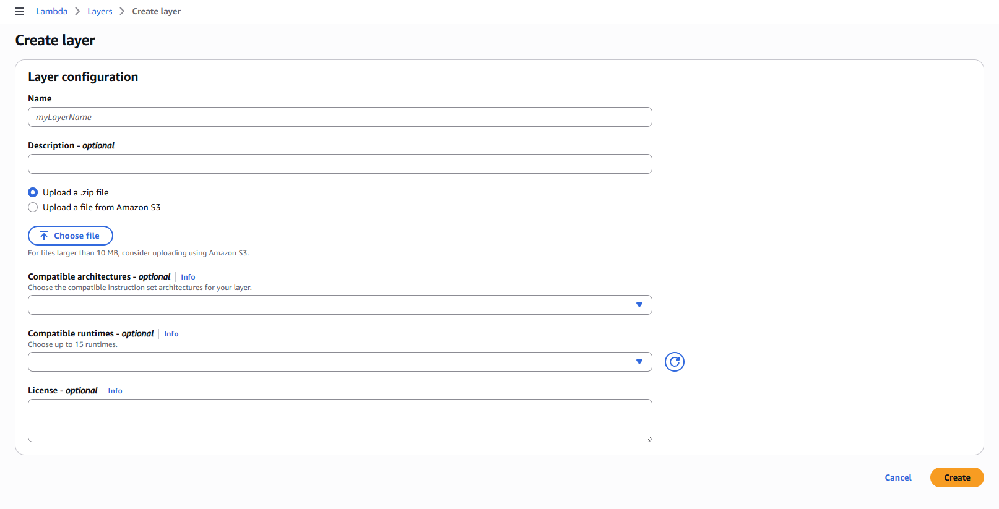 Lambda > Layers > Create layer
Create layer
Layer configuration
Name
myLayerName
Description - optional
Upload a .zip file
Upload a file from Amazon S3
Choose file
For files larger than 10 MB, consider uploading using Amazon S3.
Compatible architectures - optional | Info
Choose the compatible instruction set architectures for your layer.
Compatible runtimes - optional | Info
Choose up to 15 runtimes.
License - optional | Info
Cancel Create